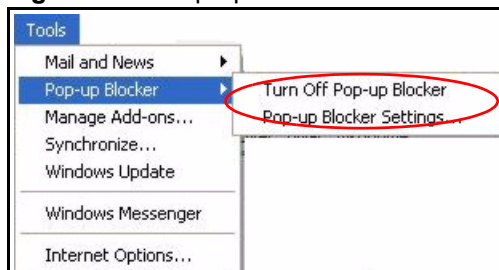 Tools
Mail and News
Pop-up Blocker
Turn Off Pop-up Blocker
Manage Add-ons...
Pop-up Blocker Settings...
Synchronize...
Windows Update
Windows Messenger
Internet Options...